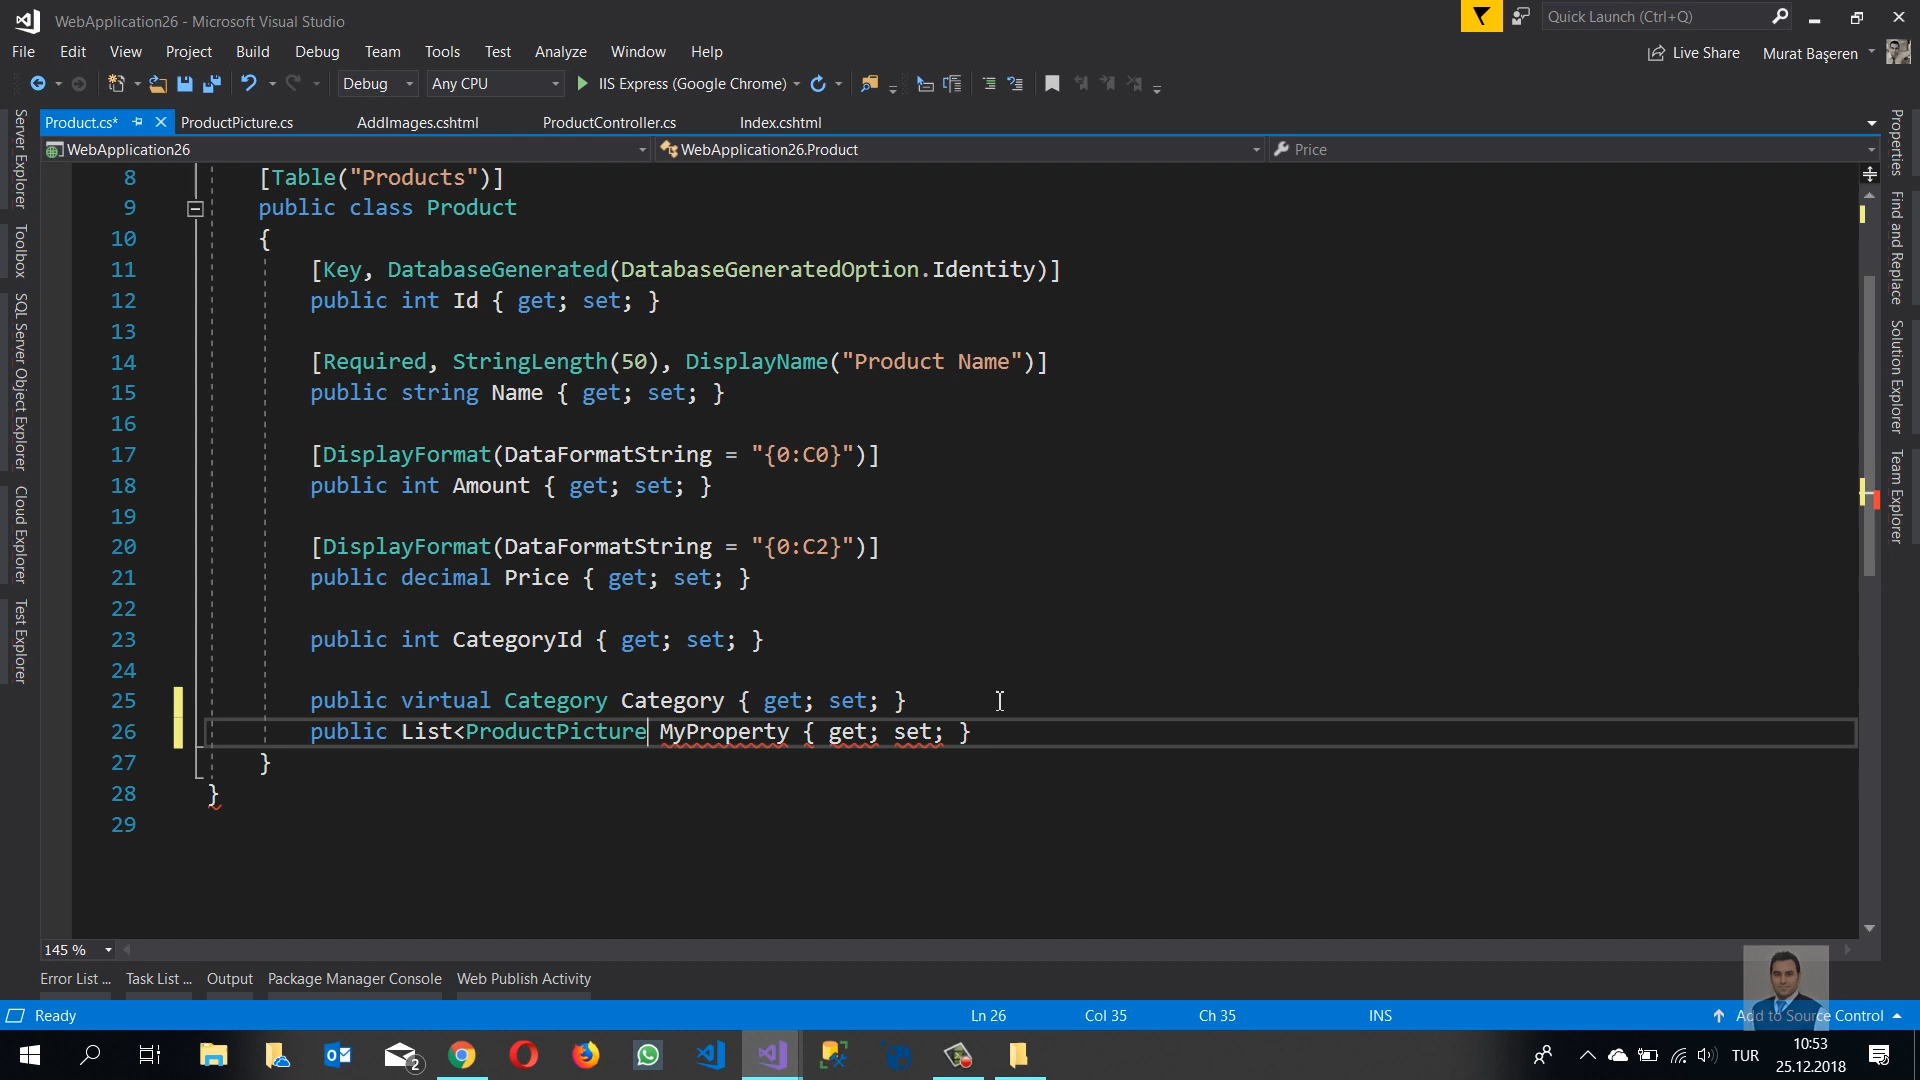 WebApplication26 - Microsoft Visual Studio
Quick Launch (Ctrl+Q)
File Edit View Project Build Debug Team Tools Test Analyze Window Help
Live Share Murat Başeren
Debug Any CPU IIS Express (Google Chrome)
Product.cs* ProductPicture.cs AddImages.cshtml ProductController.cs Index.cshtml
WebApplication26 WebApplication26.Product Price
Server Explorer
Toolbox
SQL Server Object Explorer
Cloud Explorer
Test Explorer
8 [Table("Products")]
9 public class Product
10 {
11 [Key, DatabaseGenerated(DatabaseGeneratedOption.Identity)]
12 public int Id { get; set; }
13
14 [Required, StringLength(50), DisplayName("Product Name")]
15 public string Name { get; set; }
16
17 [DisplayFormat(DataFormatString = "{0:C0}")]
18 public int Amount { get; set; }
19
20 [DisplayFormat(DataFormatString = "{0:C2}")]
21 public decimal Price { get; set; }
22
23 public int CategoryId { get; set; }
24
25 public virtual Category Category { get; set; }
26 public List<ProductPicture MyProperty { get; set; }
27 }
28 }
29
Properties
Find and Replace
Solution Explorer
Team Explorer
145 %
Error List ... Task List ... Output Package Manager Console Web Publish Activity
Ready Ln 26 Col 35 Ch 35 INS Add to Source Control
2
TUR
10:53
25.12.2018